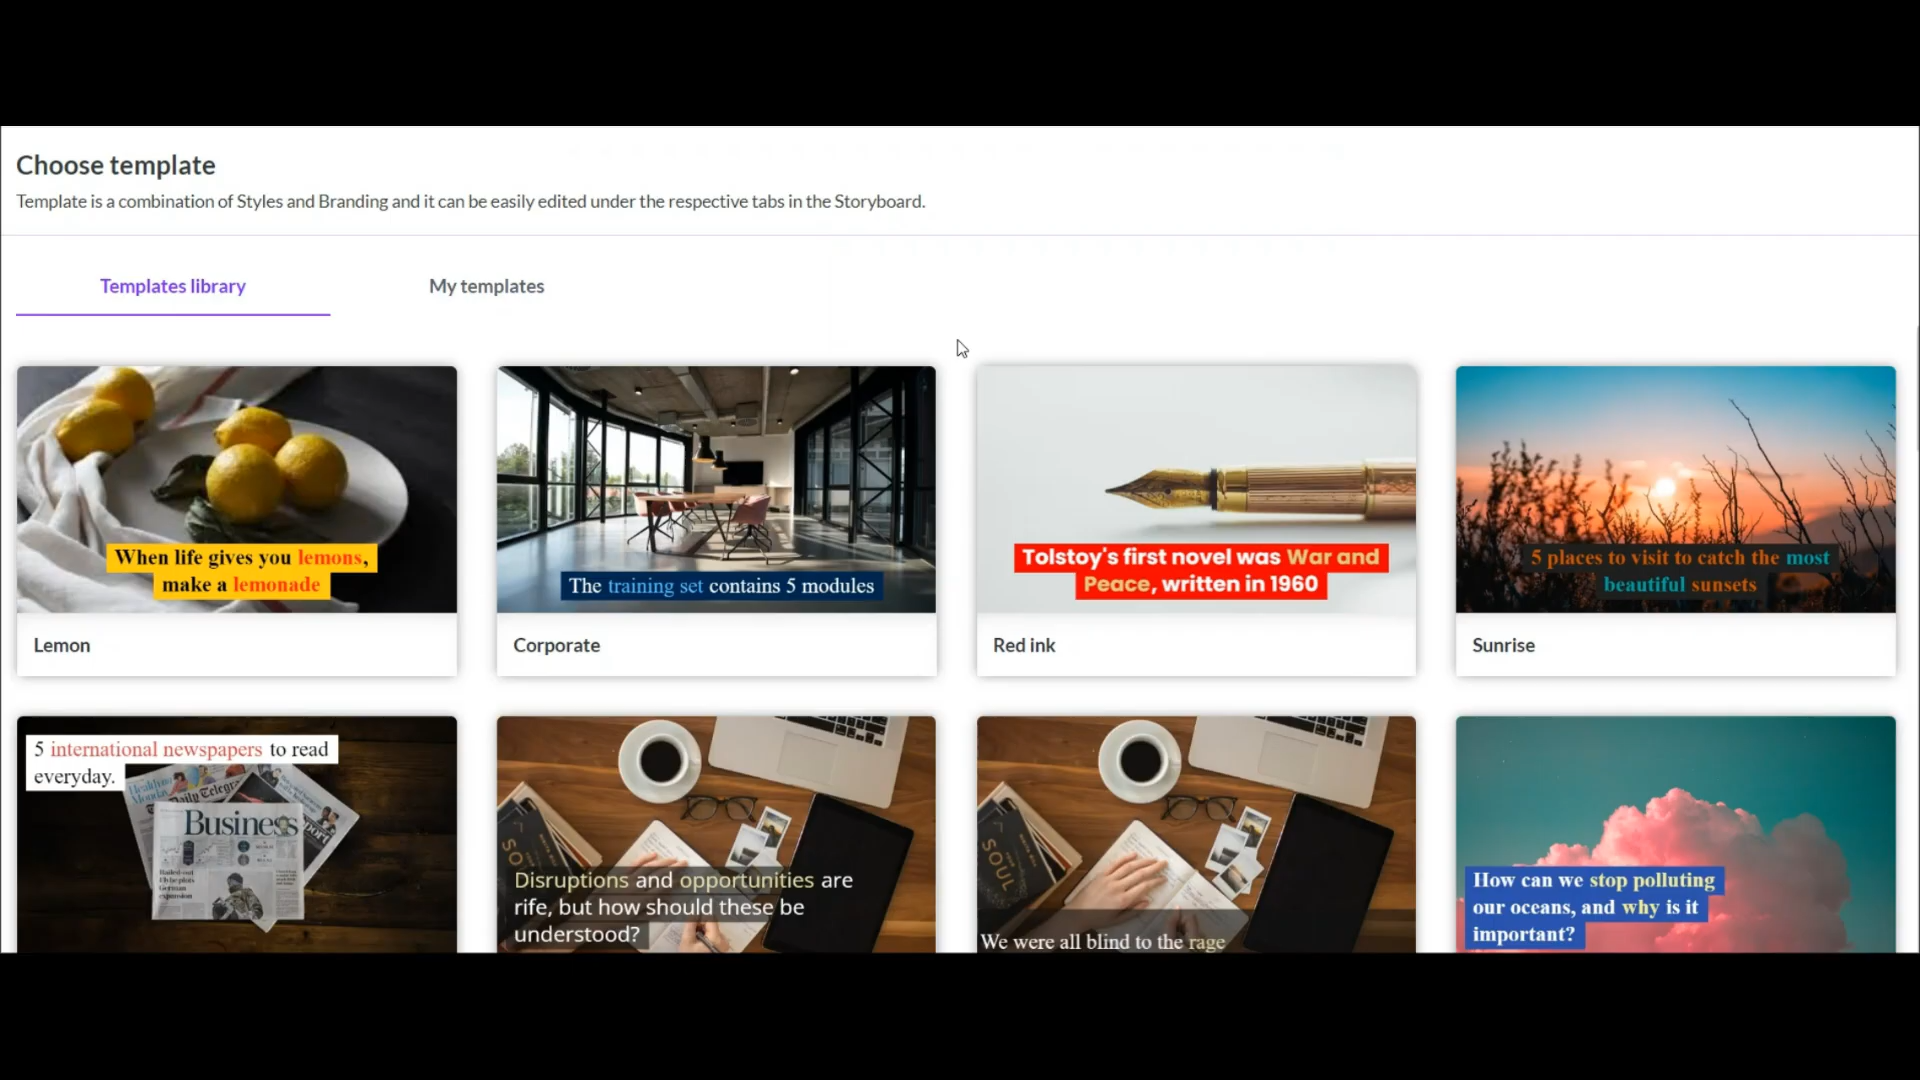 Choose template
Template is a combination of Styles and Branding and it can be easily edited under the respective tabs in the Storyboard.
Templates library
My templates
When life gives you lemons,
make a lemonade
Lemon
The training set contains 5 modules
Corporate
Tolstoy's first novel was War and
Peace, written in 1960
Red ink
5 places to visit to catch the most
beautiful sunsets
Sunrise
5 international newspapers to read
everyday.
Business
SOUL
Disruptions and opportunities are
rife, but how should these be
understood?
SOUL
We were all blind to the rage
How can we stop polluting
our oceans, and why is it
important?